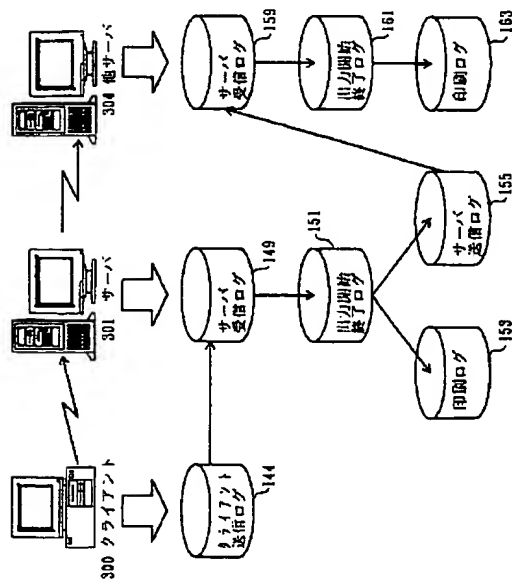 300 クライアント
クライアント
送信ログ
144
301 サーバ
サーバ
受信ログ
149
出力開始
終了ログ
151
印刷ログ
153
サーバ
送信ログ
155
304 他サーバ
サーバ
受信ログ
159
出力開始
終了ログ
161
印刷ログ
163